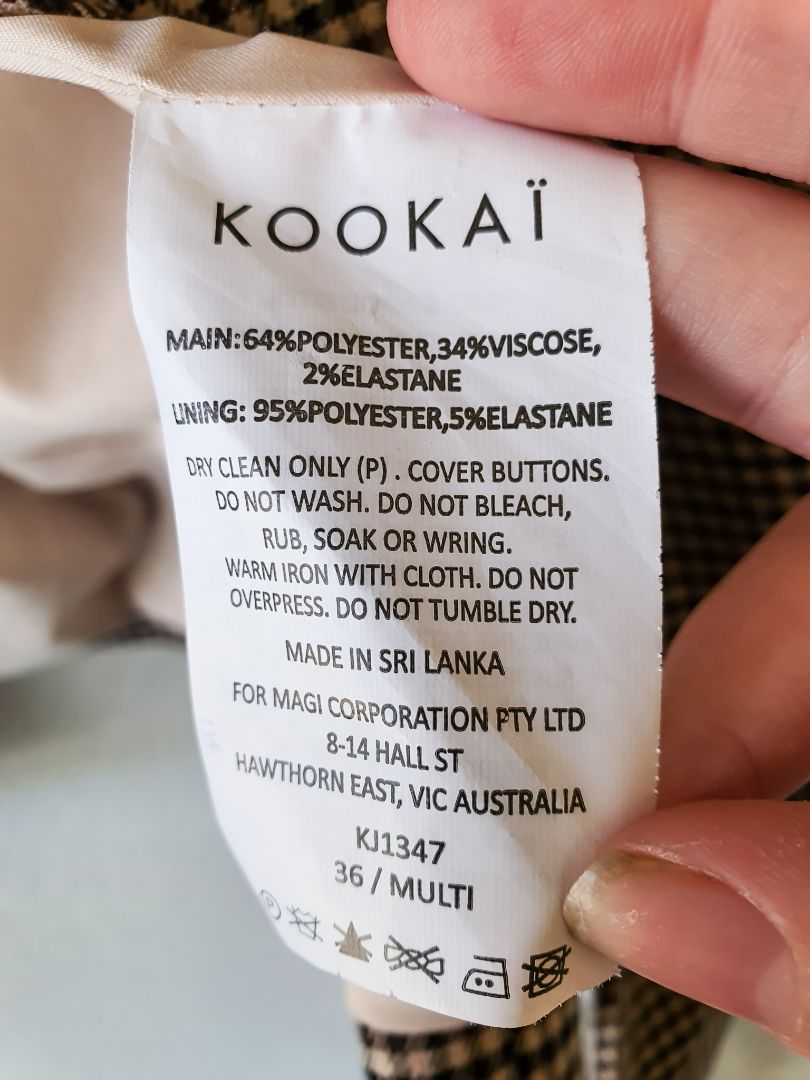 KOOKAÏ
MAIN:64%POLYESTER,34%VISCOSE,
2%ELASTANE
LINING: 95%POLYESTER,5%ELASTANE
DRY CLEAN ONLY (P) . COVER BUTTONS.
DO NOT WASH. DO NOT BLEACH,
RUB, SOAK OR WRING.
WARM IRON WITH CLOTH. DO NOT
OVERPRESS. DO NOT TUMBLE DRY.
MADE IN SRI LANKA
FOR MAGI CORPORATION PTY LTD
8-14 HALL ST
HAWTHORN EAST, VIC AUSTRALIA
KJ1347
36 / MULTI
P